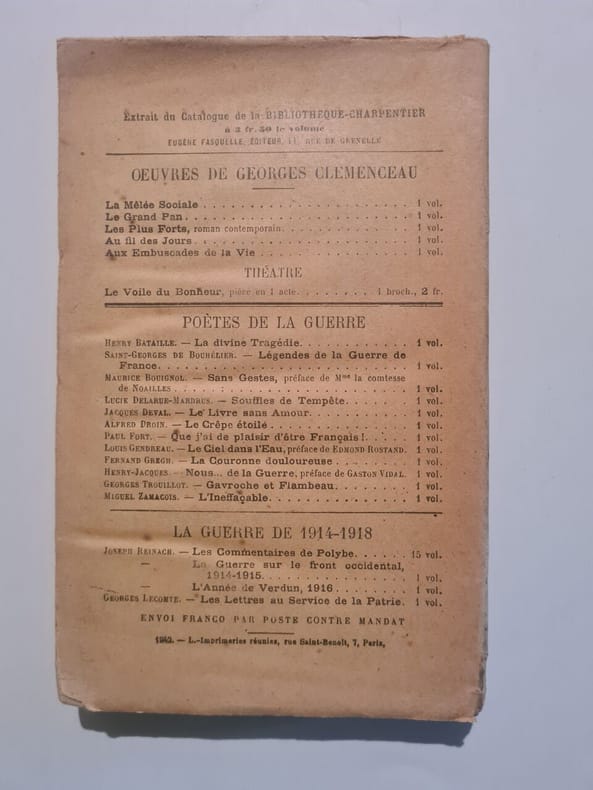 Extrait du Catalogue de la BIBLIOTHÈQUE-CHARPENTIER
à 3 fr. 50 le volume
EUGÈNE FASQUELLE, ÉDITEUR, 11, RUE DE GRENELLE
OEUVRES DE GEORGES CLEMENCEAU
La Mêlée Sociale . . . . . . . . . . . . . . . . . . . . 1 vol.
Le Grand Pan. . . . . . . . . . . . . . . . . . . . . 1 vol.
Les Plus Forts, roman contemporain. . . . . . . . . . . . 1 vol.
Au fil des Jours . . . . . . . . . . . . . . . . . . . . 1 vol.
Aux Embuscades de la Vie . . . . . . . . . . . . . . 1 vol.
THÉATRE
Le Voile du Bonheur, pièce en 1 acte. . . . . . . . 1 broch., 2 fr.
POÈTES DE LA GUERRE
HENRY BATAILLE. — La divine Tragédie. . . . . . . . . . . 1 vol.
SAINT-GEORGES DE BOUHÉLIER. — Légendes de la Guerre de
France. . . . . . . . . . . . . . . . . . . . . . . . 1 vol.
MAURICE BOUIGNOL. — Sans Gestes, préface de Mme la comtesse
de NOAILLES . . . . . . . . . . . . . . . . . . . . . 1 vol.
LUCIE DELARUE-MARDRUS. — Souffles de Tempête. . . . . . . 1 vol.
JACQUES DEVAL. — Le Livre sans Amour. . . . . . . . . . 1 vol.
ALFRED DROIN. — Le Crêpe étoilé . . . . . . . . . . . . . 1 vol.
PAUL FORT. — Que j'ai de plaisir d'être Français !. . . . . 1 vol.
LOUIS GENDREAU. — Le Ciel dans l'Eau, préface de EDMOND ROSTAND. 1 vol.
FERNAND GREGH. — La Couronne douloureuse . . . . . . . . 1 vol.
HENRY-JACQUES. — Nous... de la Guerre, préface de GASTON VIDAL. 1 vol.
GEORGES TROUILLOT. — Gavroche et Flambeau. . . . . . . . 1 vol.
MIGUEL ZAMACOIS. — L'Ineffaçable. . . . . . . . . . . . . 1 vol.
LA GUERRE DE 1914-1918
JOSEPH REINACH. — Les Commentaires de Polybe. . . . . . 15 vol.
— La Guerre sur le front occidental,
1914-1915. . . . . . . . . . . . . . . 1 vol.
— L'Année de Verdun, 1916 . . . . . . . 1 vol.
GEORGES LECOMTE. — Les Lettres au Service de la Patrie. 1 vol.
ENVOI FRANCO PAR POSTE CONTRE MANDAT
— L.-Imprimeries réunies, rue Saint-Benoît, 7, Paris,